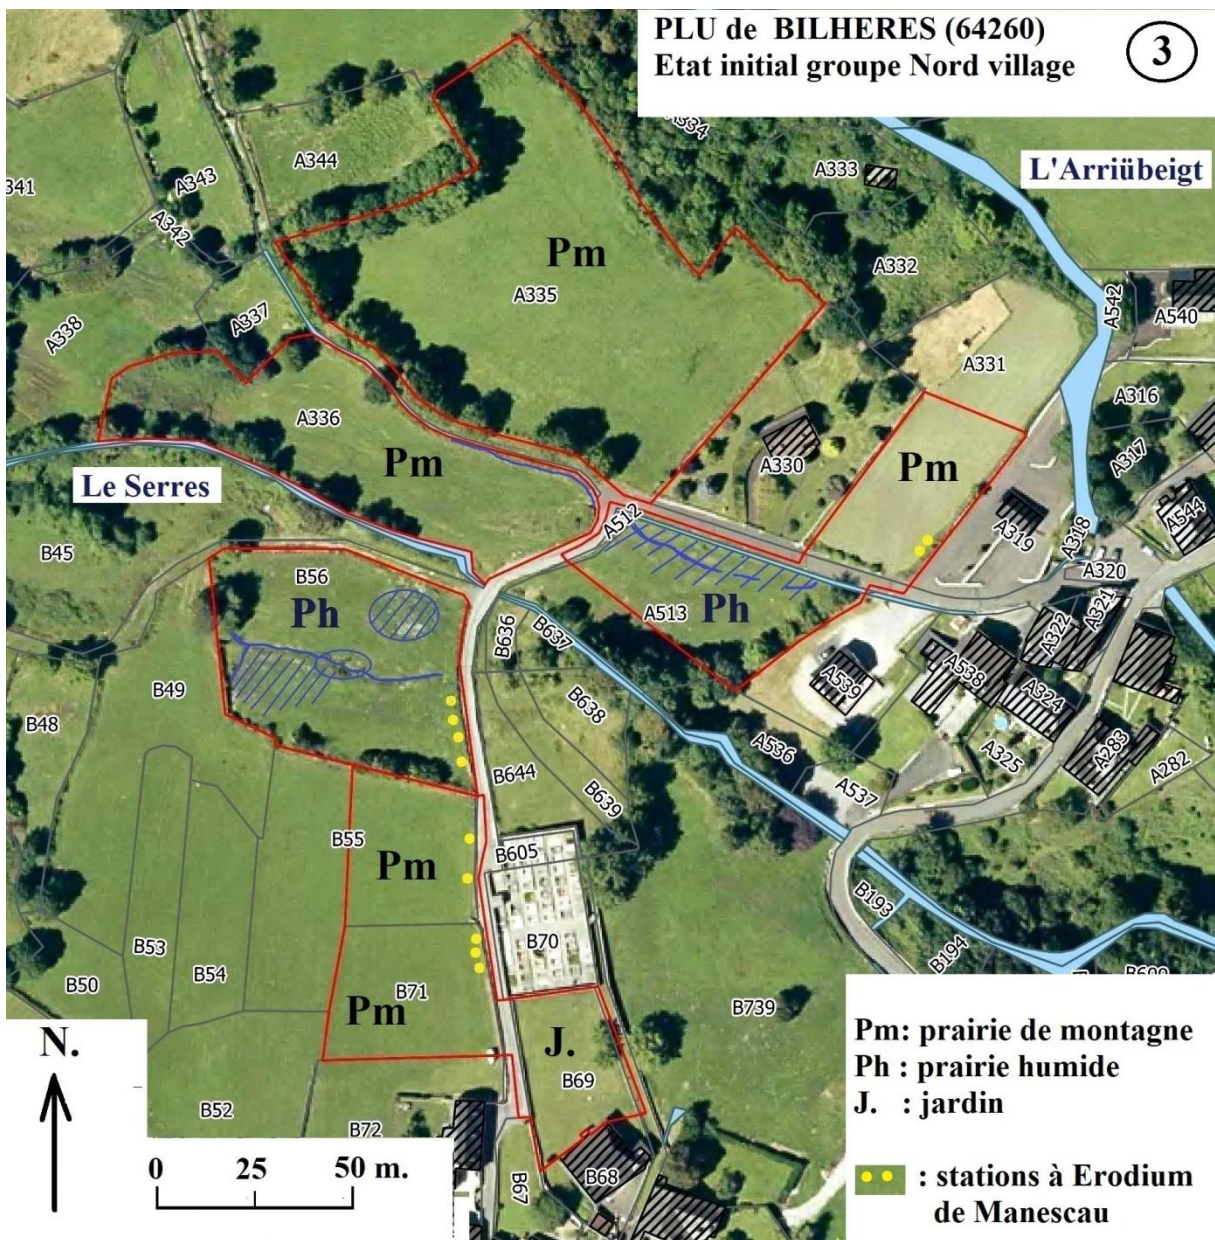 PLU de BILHERES (64260)
Etat initial groupe Nord village
3
A334
A344
A333
L'Arriübeigt
341
A343
A342
Pm
A332
A335
A542
A540
A337
A338
A331
A316
A336
Pm
A330
Pm
A317
Le Serres
A512
A319
A318
A544
B45
B56
A320
Ph
A513
Ph
A321
A322
B636
B637
A539
A538
A324
B49
B48
B638
A325
A283
A282
A536
B644
B639
A537
B55
Pm
B605
B193
B53
B54
B70
B194
B600
B50
B71
Pm
B739
N.
J.
B69
Pm: prairie de montagne
Ph : prairie humide
J. : jardin
B52
B72
0 25 50 m.
B67
B68
: stations à Erodium
de Manescau